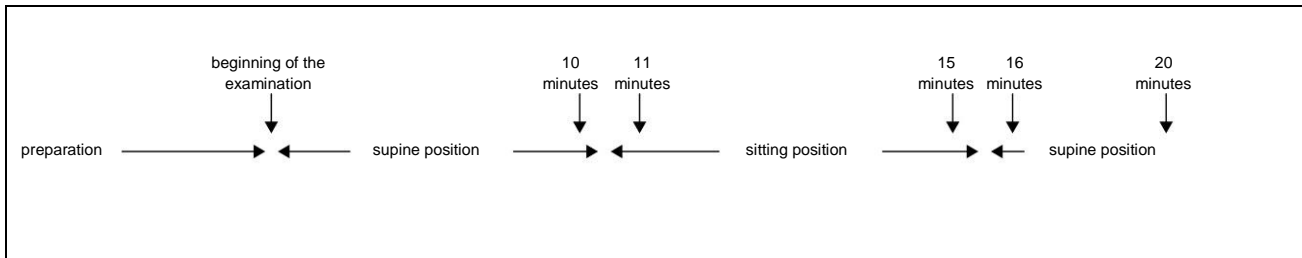 beginning of the
examination
10
minutes
11
minutes
15
minutes
16
minutes
20
minutes
preparation
supine position
sitting position
supine position